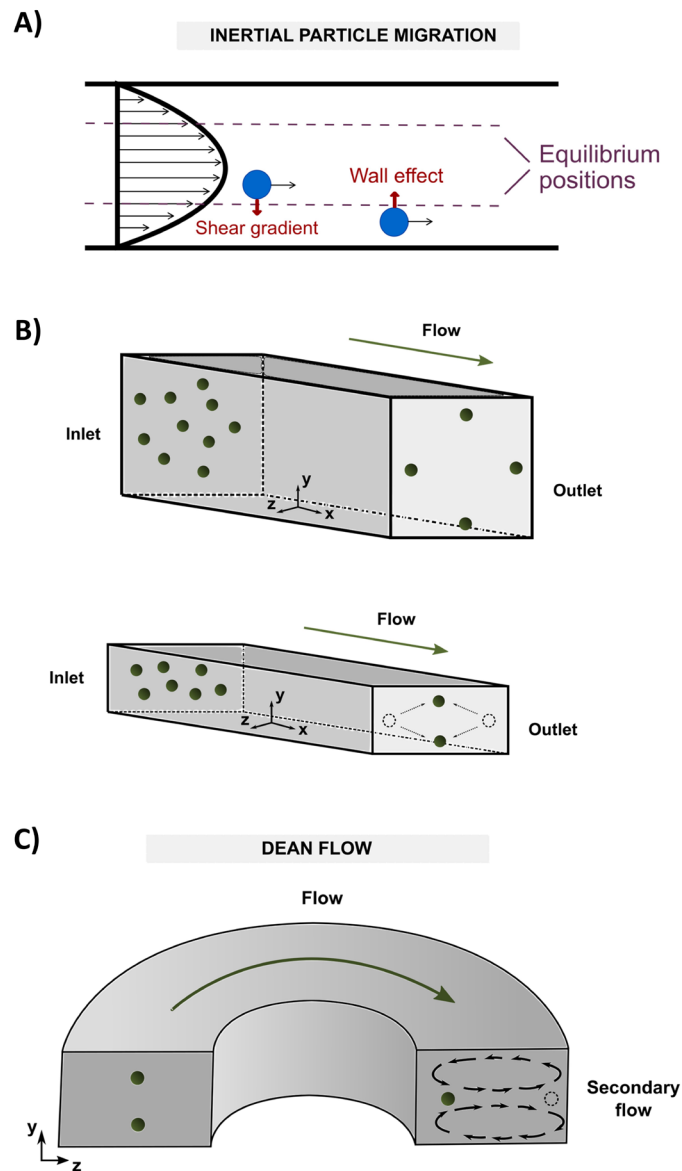 A)
INERTIAL PARTICLE MIGRATION
Wall effect
Shear gradient
Equilibrium
positions
B)
Flow
Inlet
y
z
x
Outlet
Flow
Inlet
y
z
x
Outlet
C)
DEAN FLOW
Flow
Secondary
flow
y
z